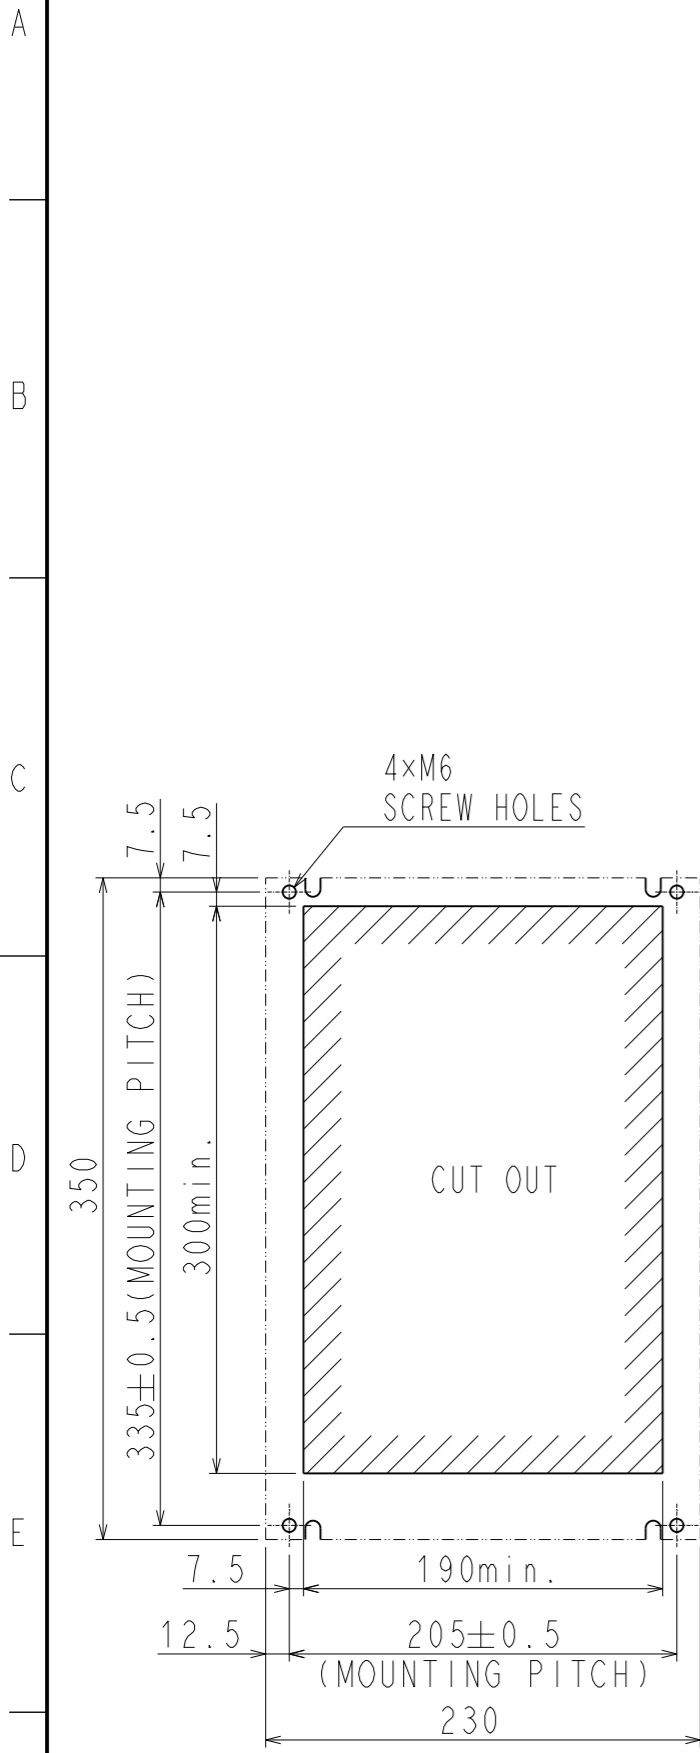 A
B
C
4×M6
SCREW HOLES
7.5
7.5
D
350
335±0.5(MOUNTING PITCH)
300min.
CUT OUT
E
7.5
190min.
12.5
205±0.5
(MOUNTING PITCH)
230